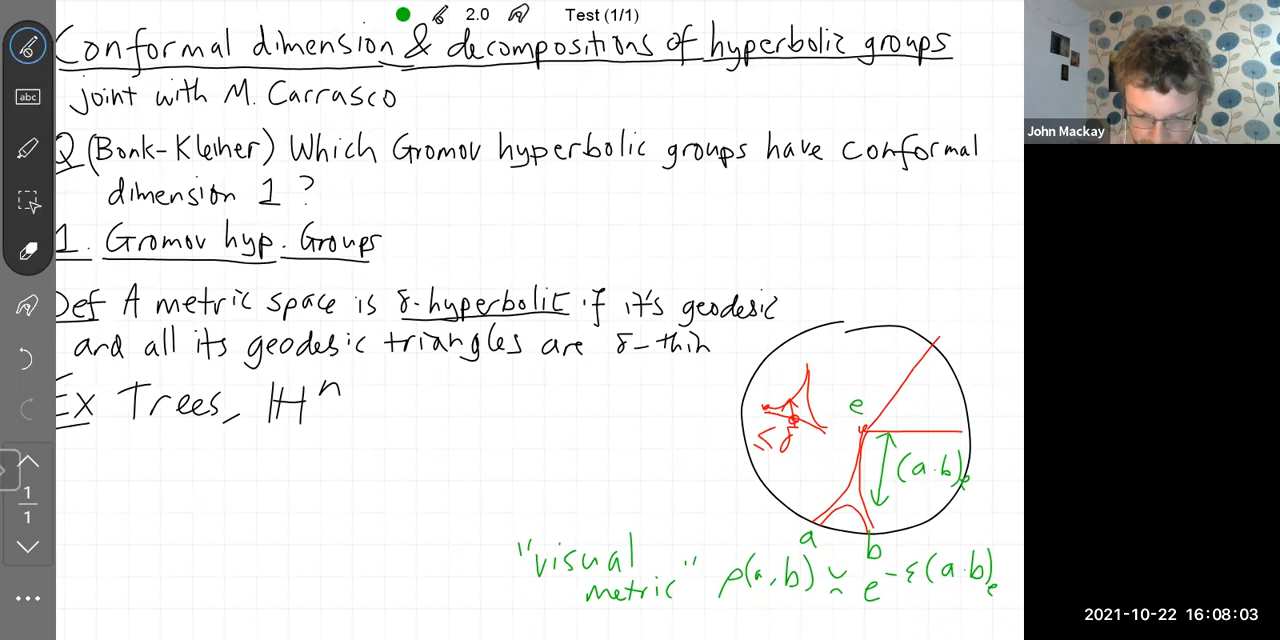 2.0 Test (1/1)
Conformal dimension & decompositions of hyperbolic groups
joint with M. Carrasco
Q (Bonk-Kleiner) Which Gromov hyperbolic groups have conformal
dimension 1 ?
1. Gromov hyp. Groups
Def A metric space is δ-hyperbolic if it's geodesic
and all its geodesic triangles are δ-thin
Ex Trees, ℍⁿ
≤ δ
e
(a·b)ₑ
a
b
"visual metric" ρ(a,b) ≍ e^{-ε(a·b)ₑ}
abc
1
1
John Mackay
2021-10-22 16:08:03